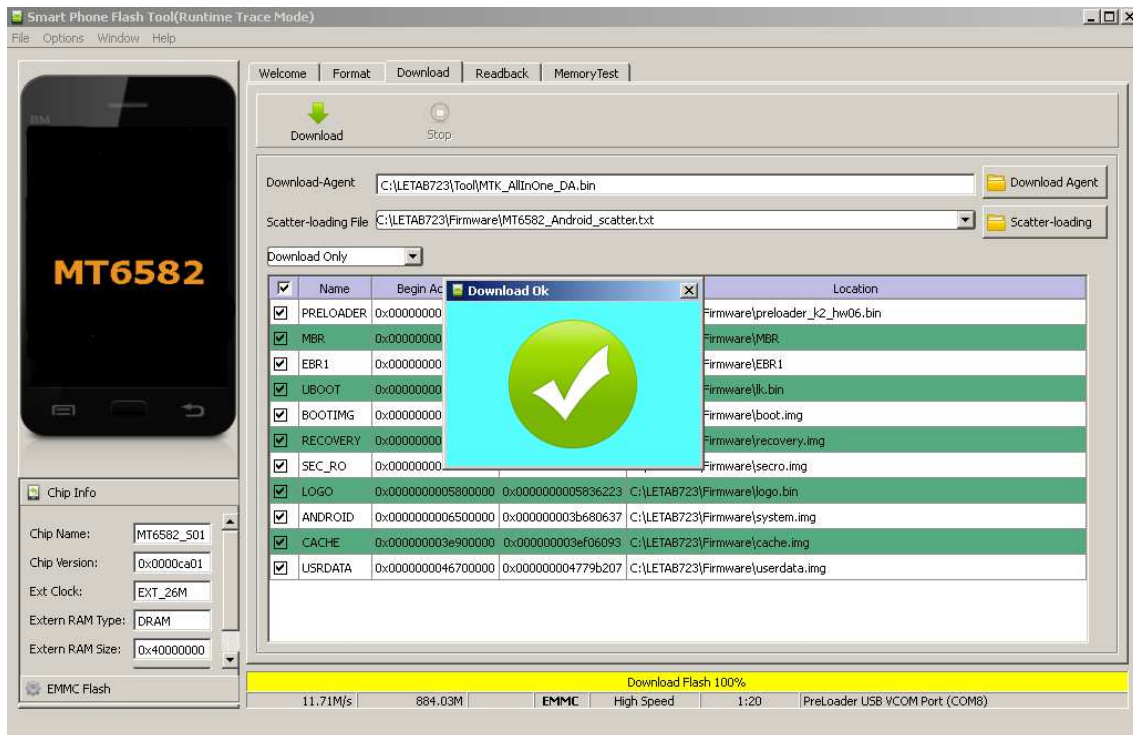 Smart Phone Flash Tool(Runtime Trace Mode)
File Options Window Help
BM
MT6582
Welcome Format Download Readback MemoryTest
Download Stop
Download-Agent C:\LETAB723\Tool\MTK_AllInOne_DA.bin Download Agent
Scatter-loading File C:\LETAB723\Firmware\MT6582_Android_scatter.txt Scatter-loading
Download Only
Name Begin Ad Location
PRELOADER 0x00000000 Firmware\preloader_k2_hw06.bin
MBR 0x00000000 Firmware\MBR
EBR1 0x00000000 Firmware\EBR1
UBOOT 0x00000000 Firmware\lk.bin
BOOTIMG 0x00000000 Firmware\boot.img
RECOVERY 0x00000000 Firmware\recovery.img
SEC_RO 0x00000000 Firmware\secro.img
LOGO 0x0000000005800000 0x0000000005836223 C:\LETAB723\Firmware\logo.bin
ANDROID 0x0000000006500000 0x000000003b680637 C:\LETAB723\Firmware\system.img
CACHE 0x000000003e900000 0x000000003ef06093 C:\LETAB723\Firmware\cache.img
USRDATA 0x0000000046700000 0x000000004779b207 C:\LETAB723\Firmware\userdata.img
Download Ok
Chip Info
Chip Name: MT6582_S01
Chip Version: 0x0000ca01
Ext Clock: EXT_26M
Extern RAM Type: DRAM
Extern RAM Size: 0x40000000
EMMC Flash
Download Flash 100%
11.71M/s 884.03M EMMC High Speed 1:20 PreLoader USB VCOM Port (COM8)